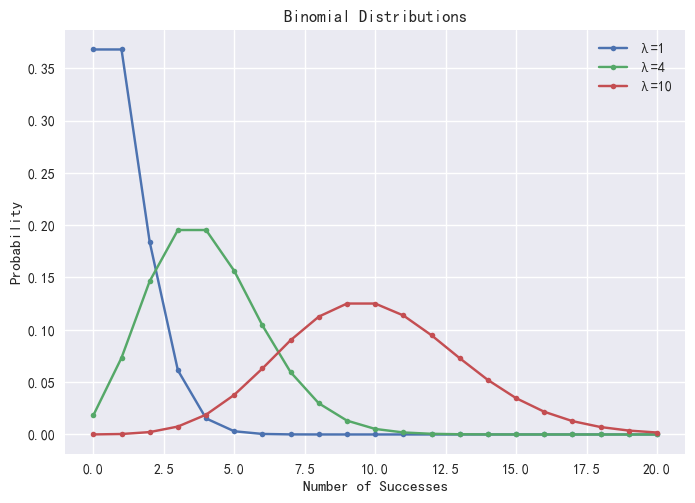 Binomial Distributions
λ=1
λ=4
λ=10
0.35
0.30
0.25
0.20
0.15
0.10
0.05
0.00
Probability
0.0 2.5 5.0 7.5 10.0 12.5 15.0 17.5 20.0
Number of Successes